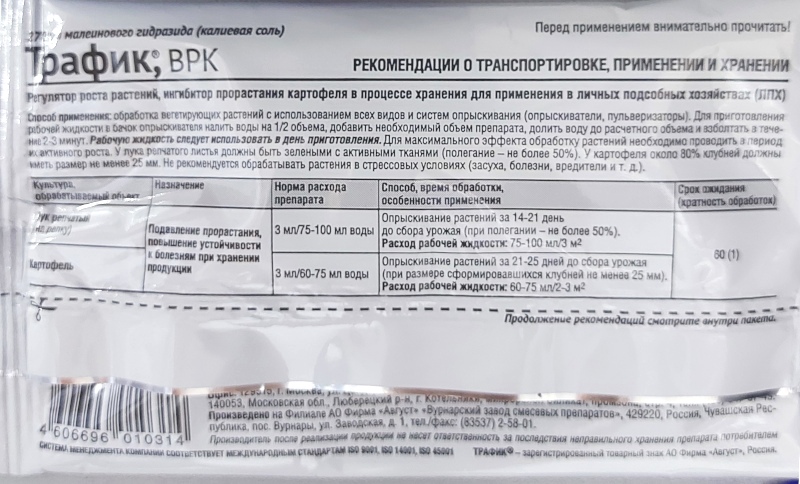 малеинового гидразида (калиевая соль)
Перед применением внимательно прочитать!
Трафик®, ВРК
РЕКОМЕНДАЦИИ О ТРАНСПОРТИРОВКЕ, ПРИМЕНЕНИИ И ХРАНЕНИИ
Регулятор роста растений, ингибитор прорастания картофеля в процессе хранения для применения в личных подсобных хозяйствах (ЛПХ)
Способ применения: обработка вегетирующих растений с использованием всех видов и систем опрыскивания (опрыскиватели, пульверизаторы). Для приготовления
рабочей жидкости в бачок опрыскивателя налить воды на 1/2 объема, добавить необходимый объем препарата, долить воду до расчетного объема и взболтать в тече-
ние 2-3 минут. Рабочую жидкость следует использовать в день приготовления. Для максимального эффекта обработку растений необходимо проводить в период
их активного роста. У лука перо/листья должны быть зелеными с активными тканями (полегание – не более 50%). У картофеля около 80% клубней должны
иметь размер не менее 25 мм. Не рекомендуется обрабатывать растения в стрессовых условиях (засуха, болезни, вредители и т. д.).
Культура,
обрабатываемый объект
Назначение
Норма расхода
препарата
Способ, время обработки,
особенности применения
Срок ожидания
(кратность обработок)
Лук репчатый
(на репку)
Подавление прорастания,
повышение устойчивости
к болезням при хранении
продукции
3 мл/75-100 мл воды
Опрыскивание растений за 14-21 день
до сбора урожая (при полегании – не более 50%).
Расход рабочей жидкости: 75-100 мл/3 м²
60 (1)
Картофель
3 мл/60-75 мл воды
Опрыскивание растений за 21-25 дней до сбора урожая
(при размере сформировавшихся клубней не менее 25 мм).
Расход рабочей жидкости: 60-75 мл/2-3 м²
Продолжение рекомендаций смотрите внутри пакета.
140053, Московская обл., Люберецкий р-н, г. Котельники,
Произведено на Филиале АО Фирма «Август» «Вурнарский завод смесевых препаратов», 429220, Россия, Чувашская Рес-
публика, пос. Вурнары, ул. Заводская, д. 1, тел./факс: (83537) 2-58-01.
4 606696 010314
Производитель после реализации продукции не несет ответственность за последствия неправильного хранения препарата потребителем
СИСТЕМА МЕНЕДЖМЕНТА КОМПАНИИ СООТВЕТСТВУЕТ МЕЖДУНАРОДНЫМ СТАНДАРТАМ ISO 9001, ISO 14001, ISO 45001
ТРАФИК® – зарегистрированный товарный знак АО Фирма «Август», Россия.